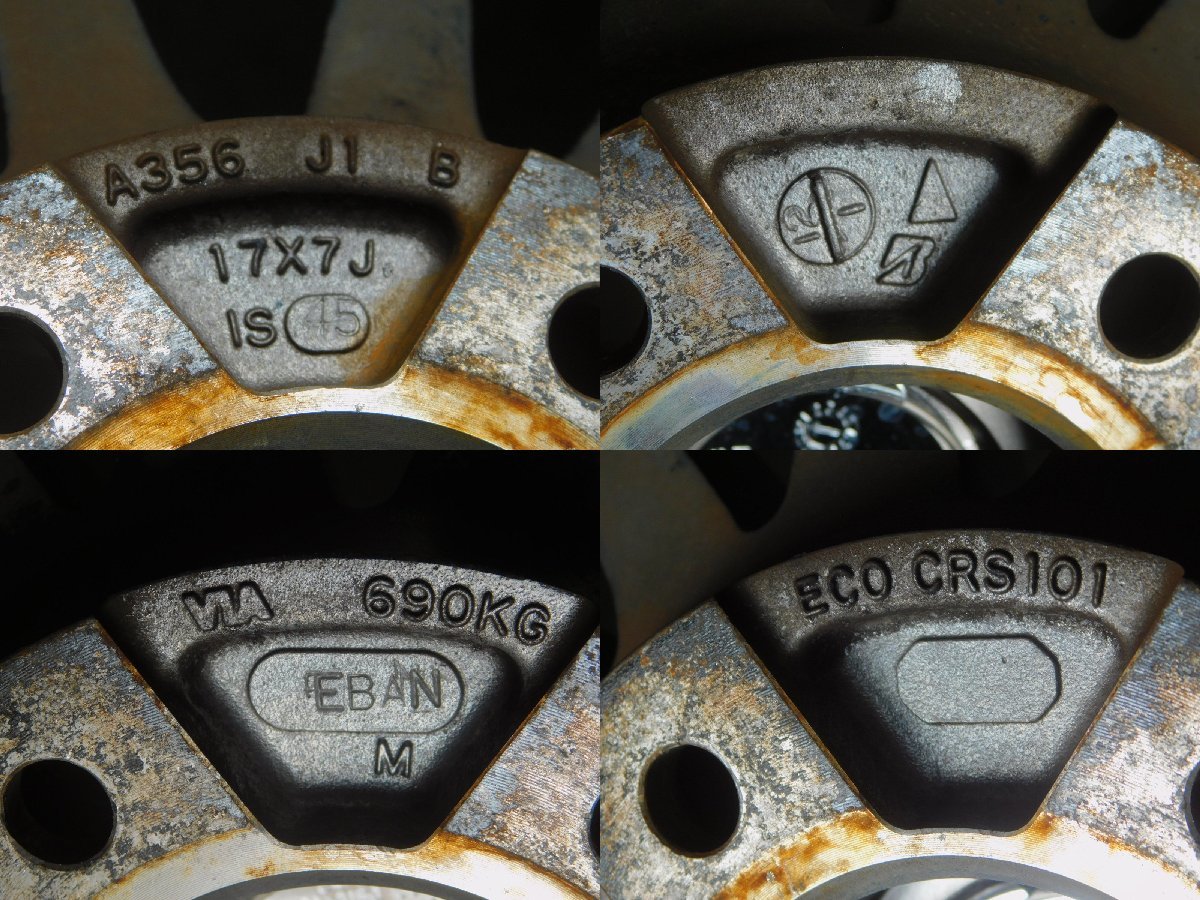 A356 J1 B
17X7J
IS 45
VIA 690KG
EBAN
M
ECO CRS101